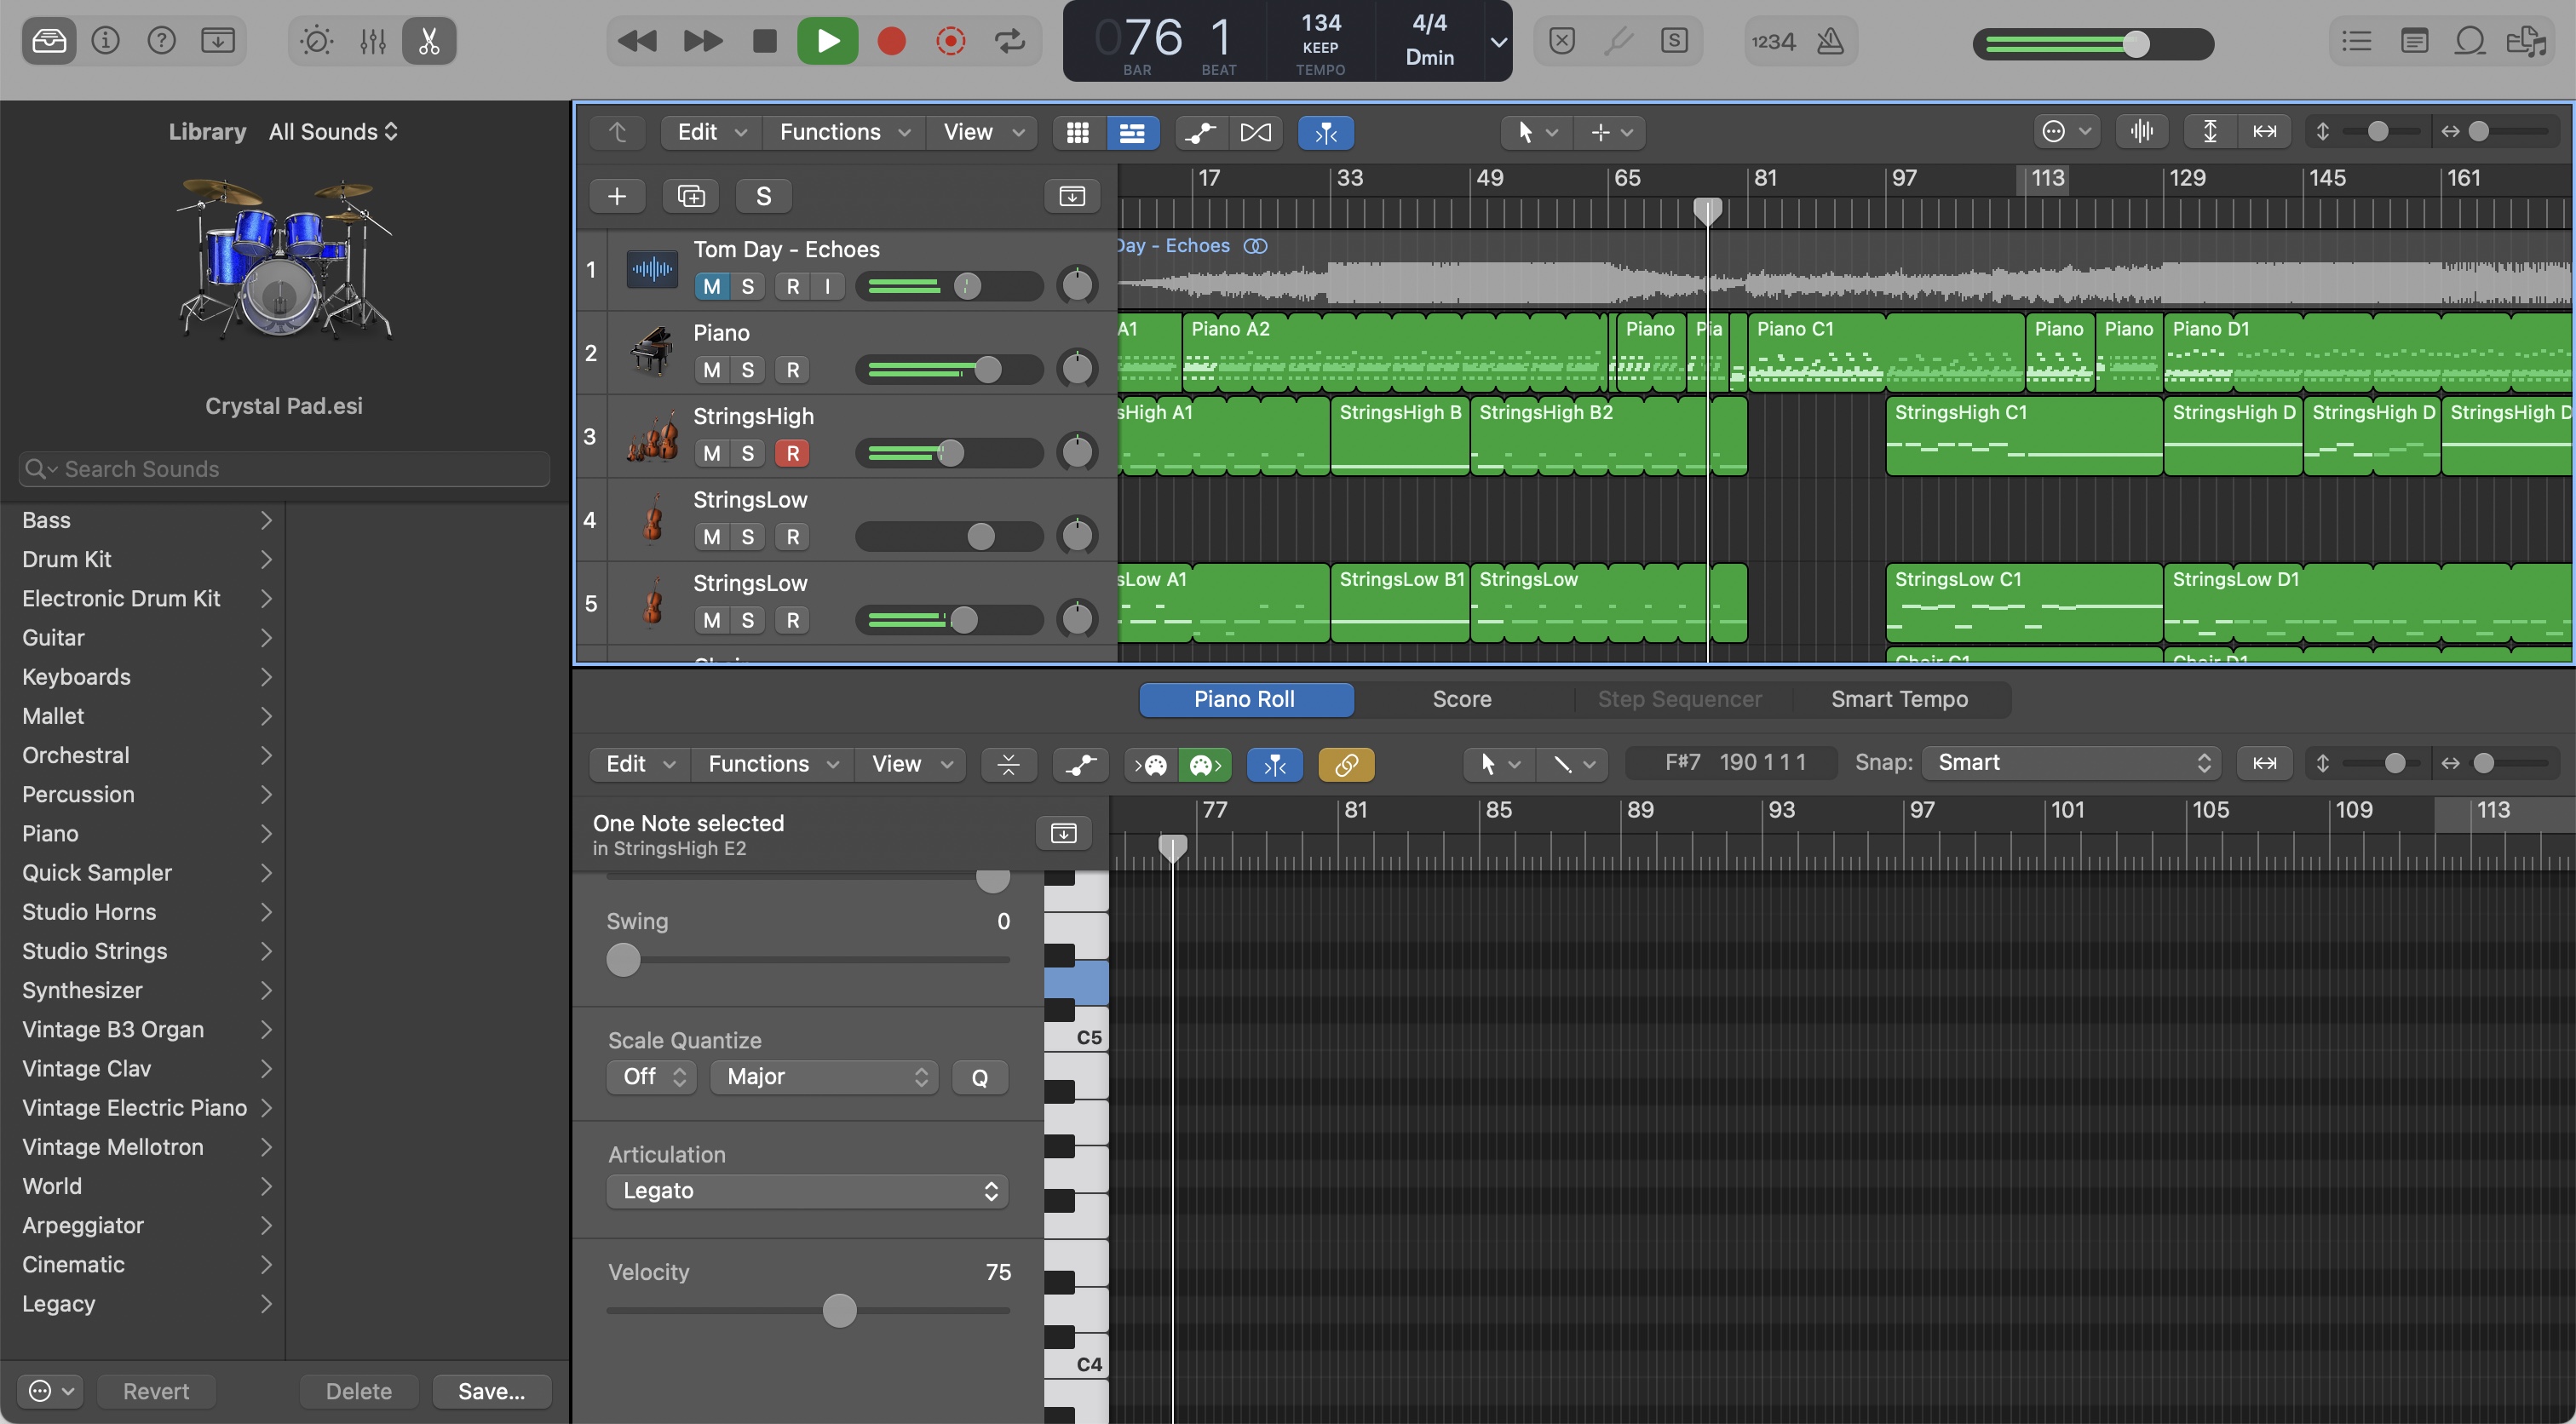 1234
076 1
BAR BEAT
134
KEEP
TEMPO
4/4
Dmin
S
Library All Sounds
Crystal Pad.esi
Search Sounds
Bass
Drum Kit
Electronic Drum Kit
Guitar
Keyboards
Mallet
Orchestral
Percussion
Piano
Quick Sampler
Studio Horns
Studio Strings
Synthesizer
Vintage B3 Organ
Vintage Clav
Vintage Electric Piano
Vintage Mellotron
World
Arpeggiator
Cinematic
Legacy
Revert Delete Save...
Edit Functions View
S
17 33 49 65 81 97 113 129 145 161
1 Tom Day - Echoes
M S R I
Day - Echoes
2 Piano
M S R
A1 Piano A2 Piano Pia Piano C1 Piano Piano Piano D1
3 StringsHigh
M S R
sHigh A1 StringsHigh B StringsHigh B2 StringsHigh C1 StringsHigh D StringsHigh D StringsHigh D
4 StringsLow
M S R
5 StringsLow
M S R
sLow A1 StringsLow B1 StringsLow StringsLow C1 StringsLow D1
Choir C1 Choir D1
Piano Roll Score Step Sequencer Smart Tempo
Edit Functions View
F#7 190 1 1 1 Snap: Smart
One Note selected
in StringsHigh E2
77 81 85 89 93 97 101 105 109 113
Swing 0
Scale Quantize
Off Major Q
Articulation
Legato
Velocity 75
C5
C4